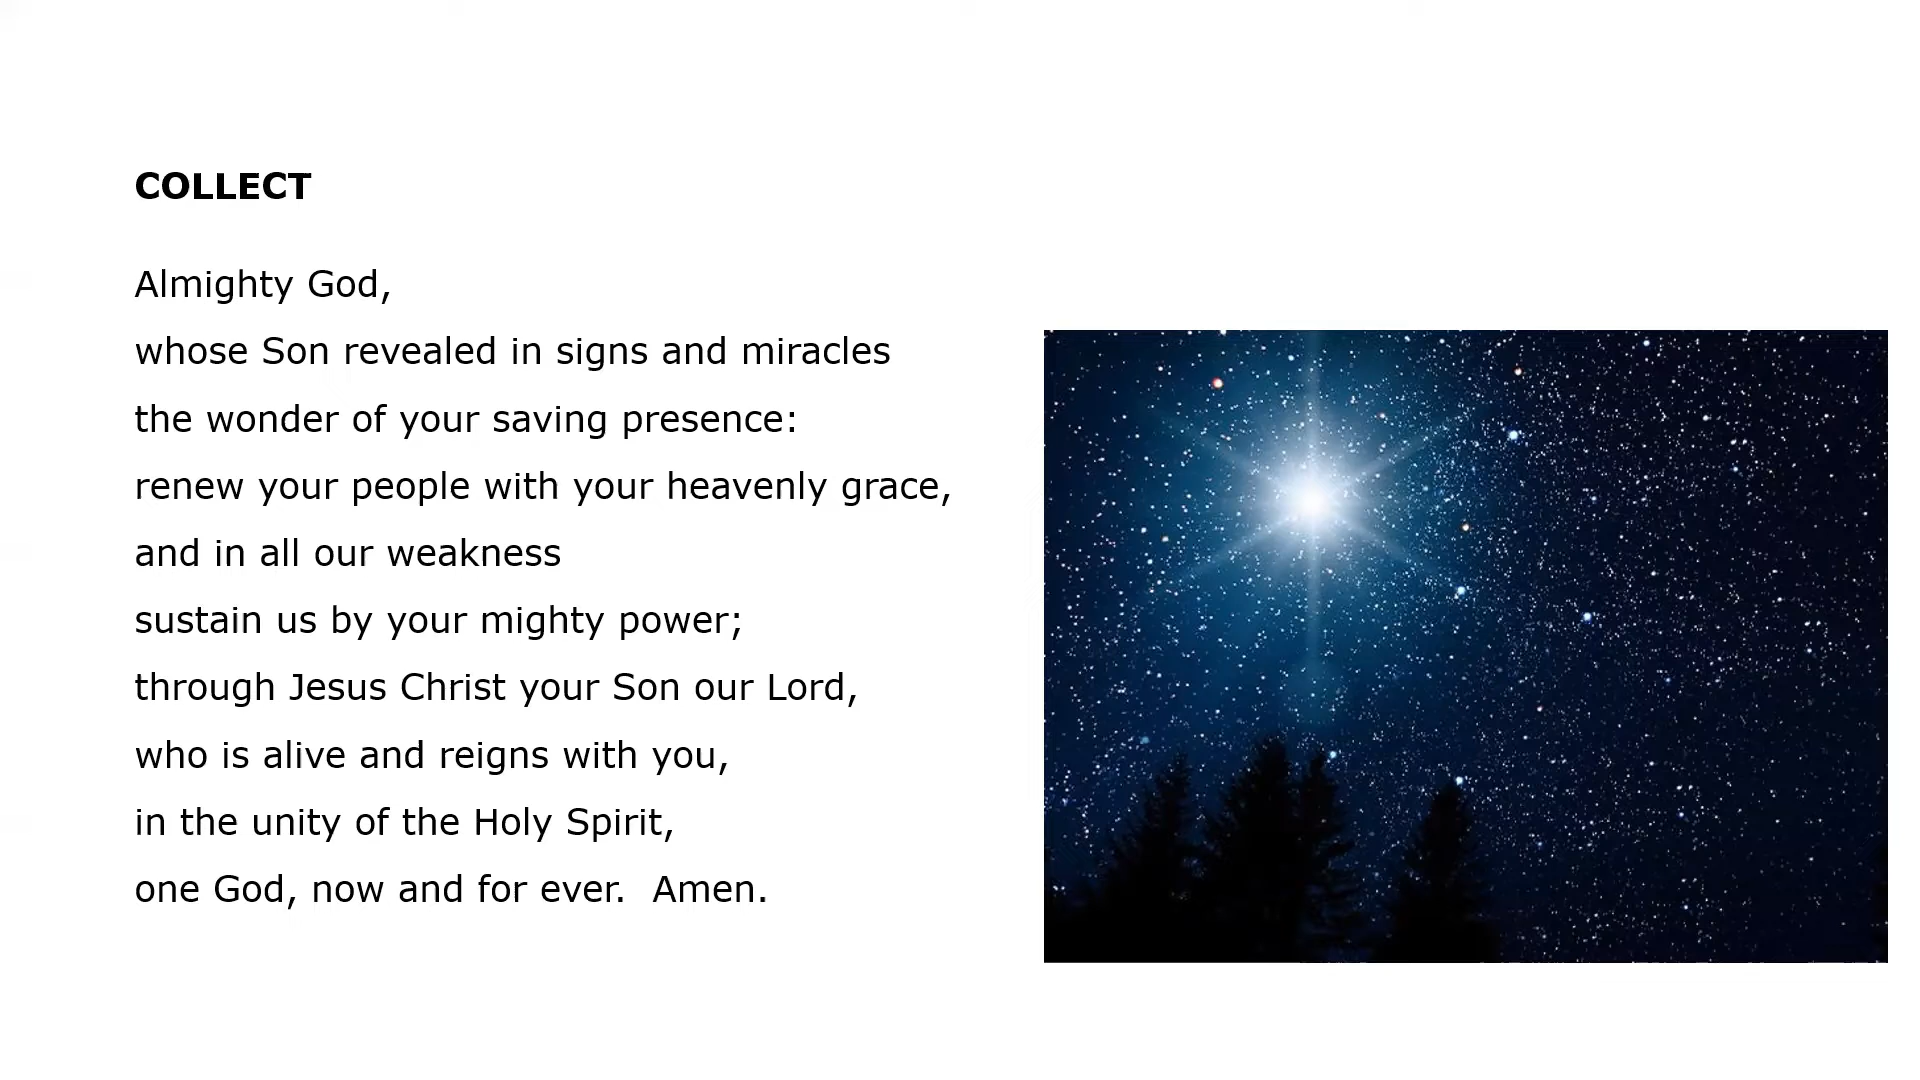 COLLECT
Almighty God,
whose Son revealed in signs and miracles
the wonder of your saving presence:
renew your people with your heavenly grace,
and in all our weakness
sustain us by your mighty power;
through Jesus Christ your Son our Lord,
who is alive and reigns with you,
in the unity of the Holy Spirit,
one God, now and for ever.  Amen.